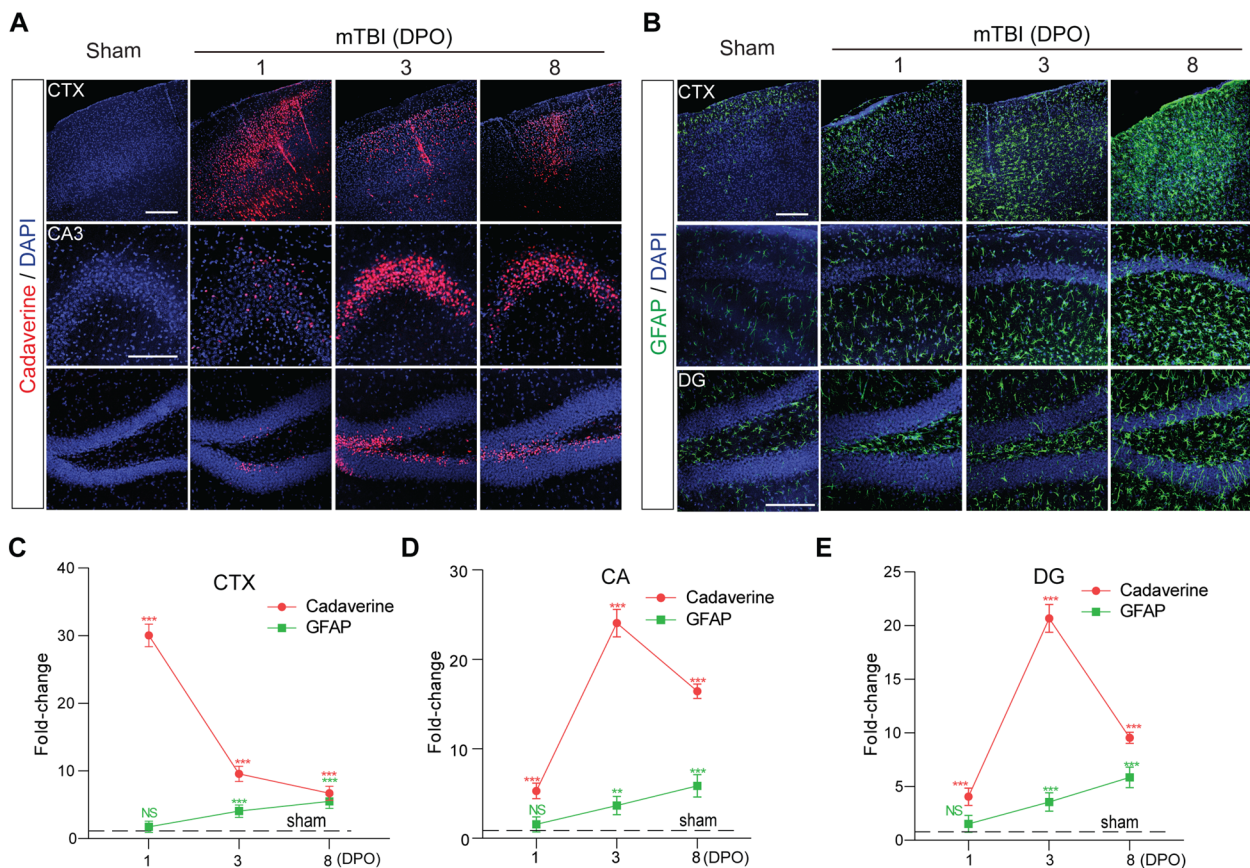 A
Sham
mTBI (DPO)
1
3
8
CTX
CA3
Cadaverine / DAPI
B
Sham
mTBI (DPO)
1
3
8
CTX
DG
GFAP / DAPI
C
CTX
Cadaverine
GFAP
Fold-change
40
30
20
10
0
***
***
***
***
***
NS
sham
1
3
8 (DPO)
D
CA
Cadaverine
GFAP
Fold-change
30
20
10
0
***
***
***
NS
**
***
sham
1
3
8 (DPO)
E
DG
Cadaverine
GFAP
Fold-change
25
20
15
10
5
0
***
***
***
NS
***
***
sham
1
3
8 (DPO)